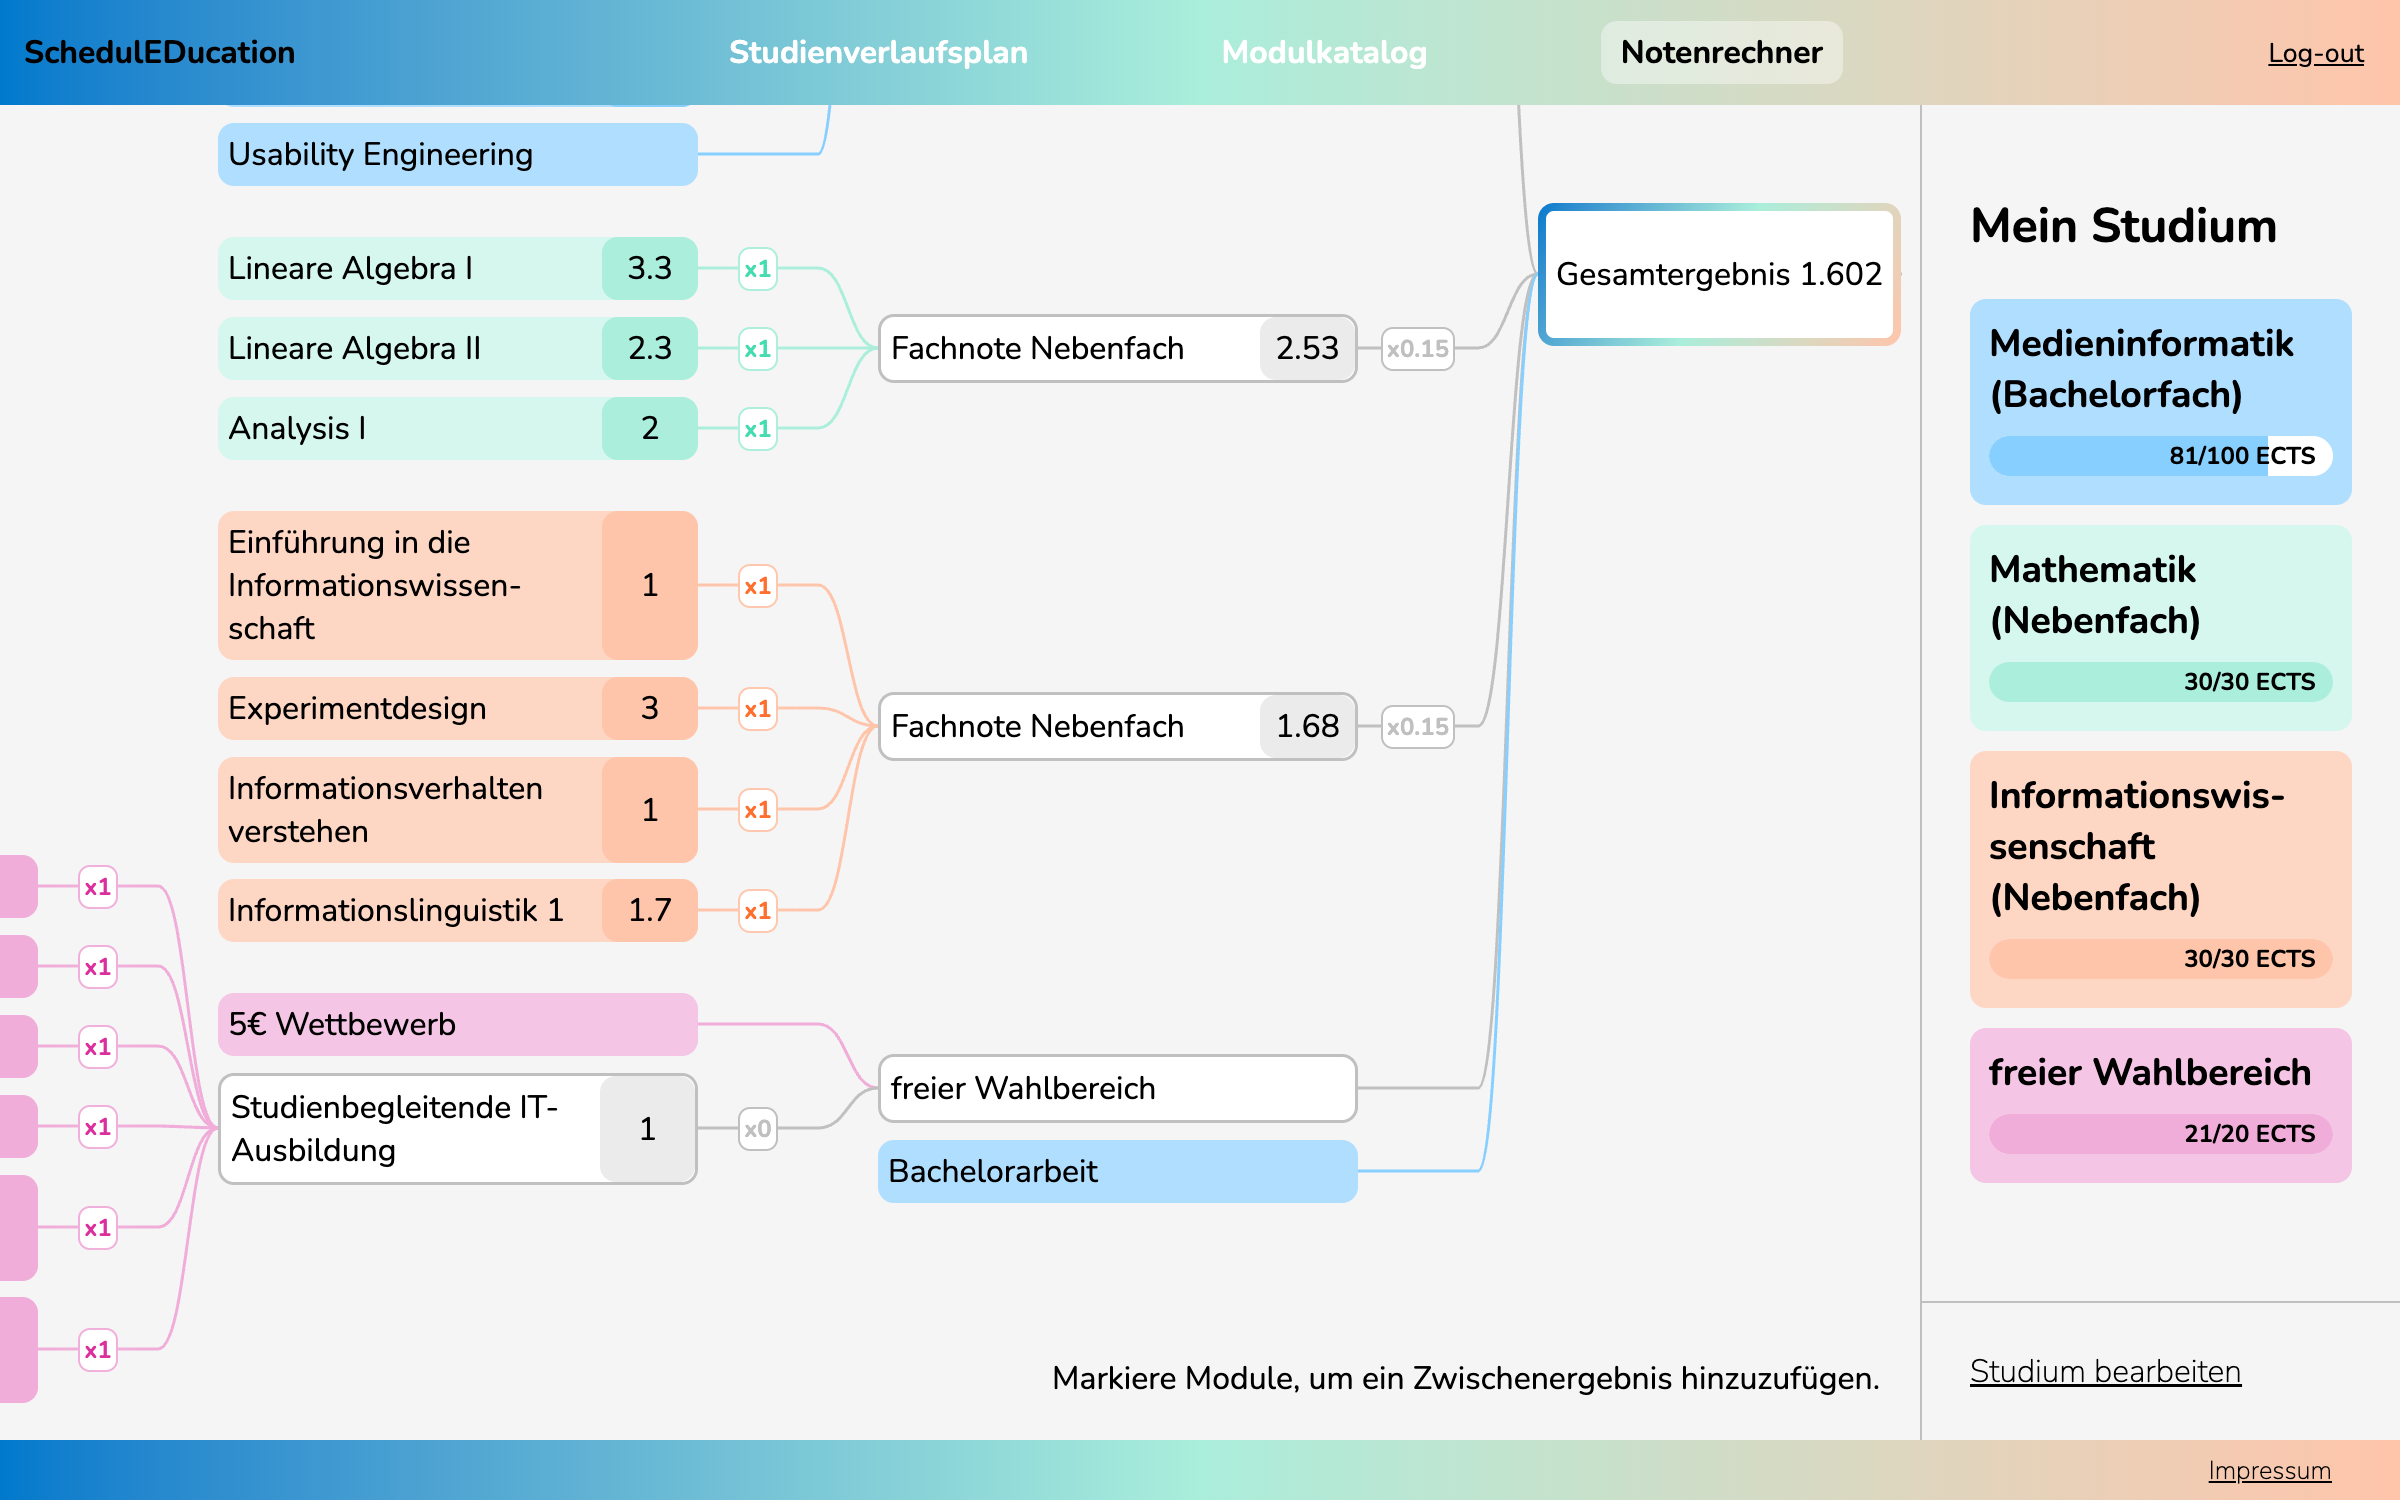 SchedulEDucation
Studienverlaufsplan
Modulkatalog
Notenrechner
Log-out
Usability Engineering
Lineare Algebra I 3.3 x1
Lineare Algebra II 2.3 x1
Analysis I 2 x1
Fachnote Nebenfach 2.53 x0.15
Gesamtergebnis 1.602
Einführung in die
Informationswissen-
schaft
1 x1
Experimentdesign 3 x1
Informationsverhalten
verstehen
1 x1
Informationslinguistik 1 1.7 x1
Fachnote Nebenfach 1.68 x0.15
x1
x1
x1
x1
x1
x1
5€ Wettbewerb
Studienbegleitende IT-
Ausbildung
1 x0
freier Wahlbereich
Bachelorarbeit
Markiere Module, um ein Zwischenergebnis hinzuzufügen.
Mein Studium
Medieninformatik
(Bachelorfach)
81/100 ECTS
Mathematik
(Nebenfach)
30/30 ECTS
Informationswis-
senschaft
(Nebenfach)
30/30 ECTS
freier Wahlbereich
21/20 ECTS
Studium bearbeiten
Impressum